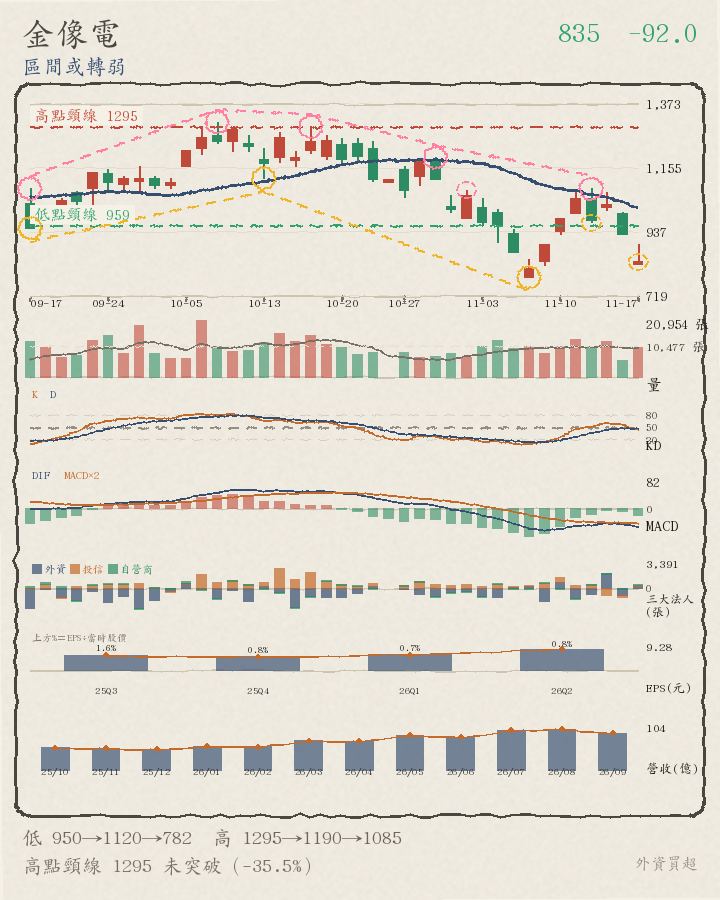 金像電
835 -92.0
區間或轉弱
高點頸線 1295
1,373
1,155
低點頸線 959
937
719
09-17 09-24 10-05 10-13 10-20 10-27 11-03 11-10 11-17
20,954 張
10,477 張
量
K D
80
50
20
KD
DIF MACD×2
82
0
MACD
外資 投信 自營商
3,391
0
三大法人
(張)
上方%=EPS÷當時股價
1.6% 0.8% 0.7% 0.8%
9.28
25Q3 25Q4 26Q1 26Q2
EPS(元)
104
25/10 25/11 25/12 26/01 26/02 26/03 26/04 26/05 26/06 26/07 26/08 26/09
營收(億)
低 950→1120→782 高 1295→1190→1085
高點頸線 1295 未突破 (-35.5%)
外資買超